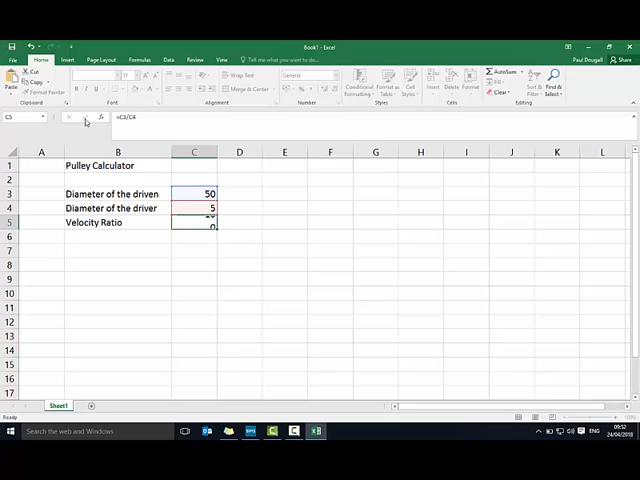 Book1 - Excel
Paul Dougall
Share
File
Home
Insert
Page Layout
Formulas
Data
Review
View
Tell me what you want to do...
Paste
Cut
Copy
Format Painter
Clipboard
B I U
Font
Wrap Text
Merge & Center
Alignment
General
Number
Conditional Formatting
Format as Table
Cell Styles
Styles
Insert
Delete
Format
Cells
AutoSum
Fill
Clear
Sort & Filter
Find & Select
Editing
C5
fx
=C3/C4
A B C D E F G H I J K L
1 Pulley Calculator
2
3 Diameter of the driven 50
4 Diameter of the driver 5
5 Velocity Ratio
6
7
8
9
10
11
12
13
14
15
16
17
Sheet1
Ready
Search the web and Windows
ENG
09:52
24/04/2018